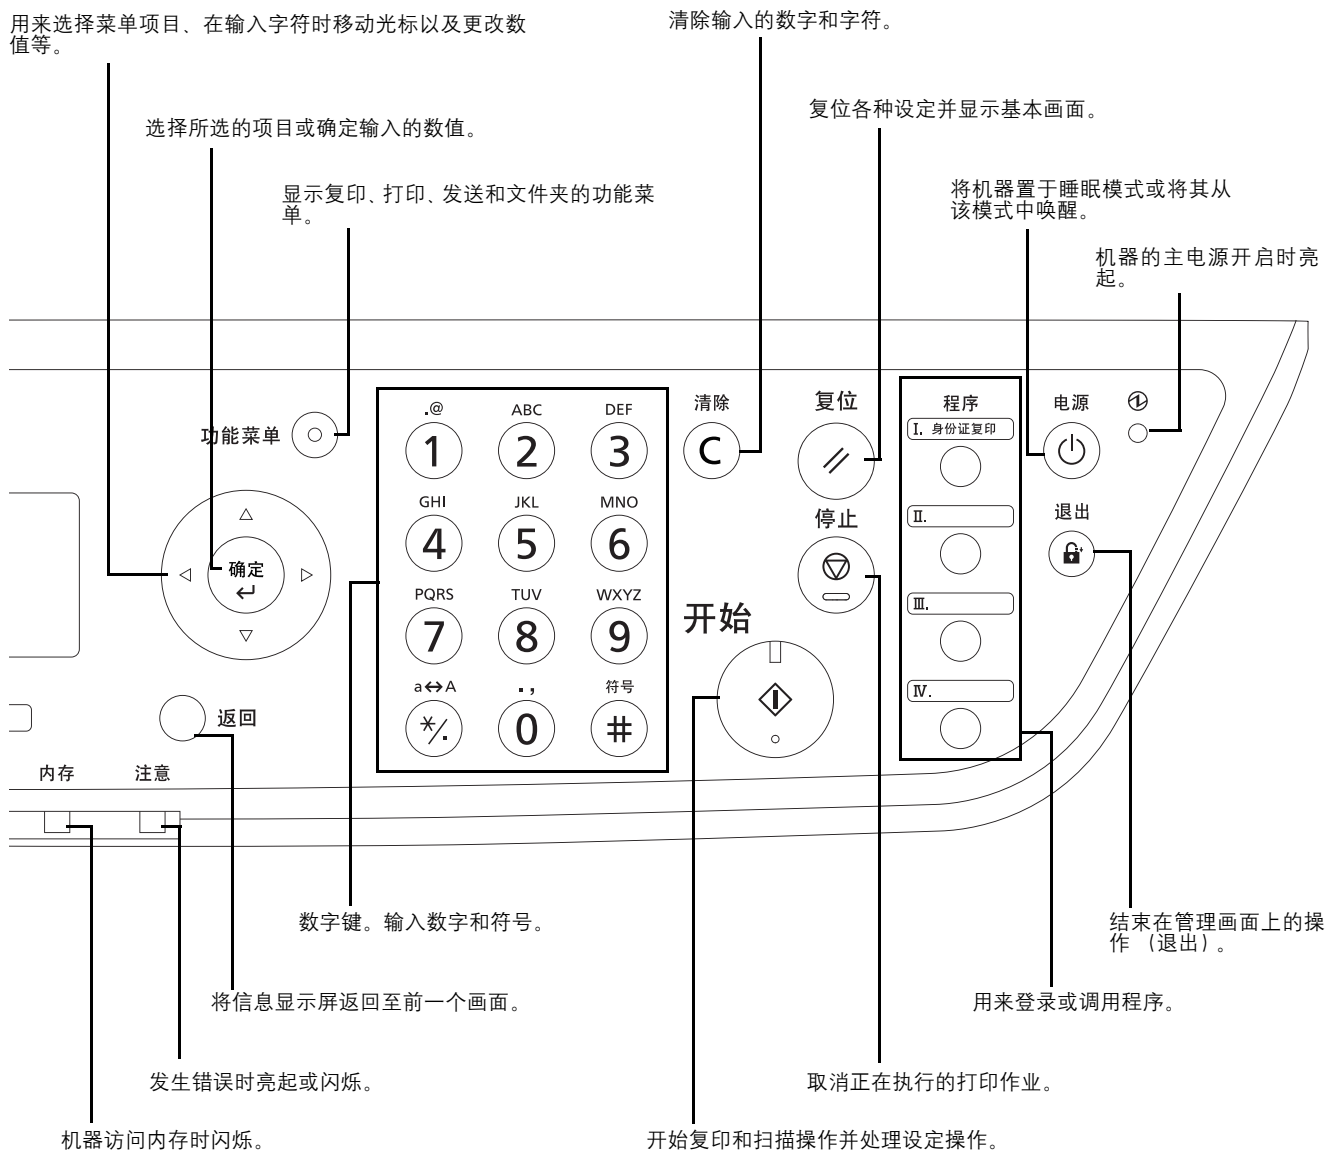 用来选择菜单项目、在输入字符时移动光标以及更改数
值等。
清除输入的数字和字符。
复位各种设定并显示基本画面。
选择所选的项目或确定输入的数值。
显示复印、打印、发送和文件夹的功能菜
单。
将机器置于睡眠模式或将其从
该模式中唤醒。
机器的主电源开启时亮
起。
功能菜单
.@
ABC
DEF
1
2
3
清除
C
复位
程序
I. 身份证复印
电源
GHI
JKL
MNO
4
5
6
停止
II.
退出
确定
PQRS
TUV
WXYZ
7
8
9
开始
III.
a↔A
.,
符号
*/.
0
#
IV.
返回
内存
注意
数字键。输入数字和符号。
结束在管理画面上的操
作 （退出）。
将信息显示屏返回至前一个画面。
用来登录或调用程序。
发生错误时亮起或闪烁。
取消正在执行的打印作业。
机器访问内存时闪烁。
开始复印和扫描操作并处理设定操作。